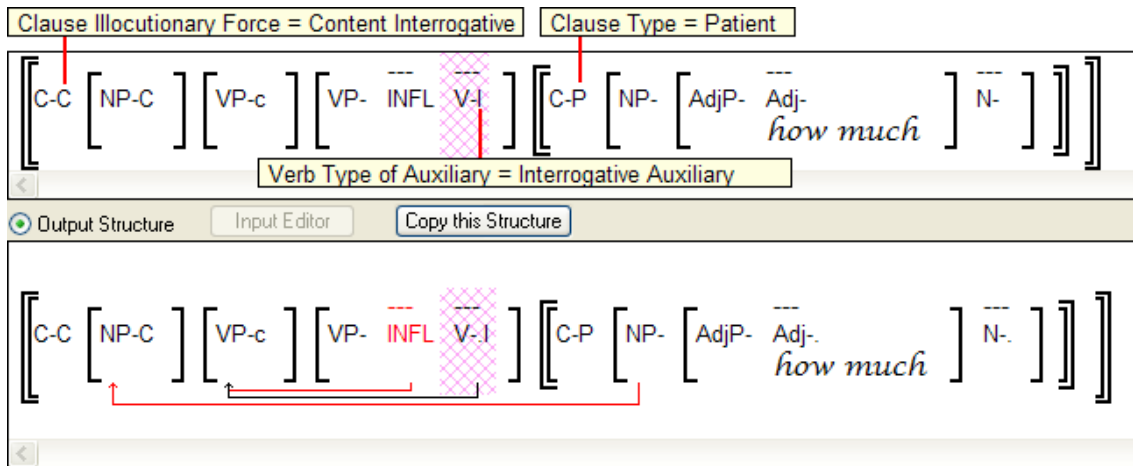 Clause Illocutionary Force = Content Interrogative Clause Type = Patient
--- --- --- ---
C-C NP-C VP-c VP- INFL V-I C-P NP- AdjP- Adj- N-
how much
Verb Type of Auxiliary = Interrogative Auxiliary
Output Structure Input Editor Copy this Structure
--- --- --- ---
C-C NP-C VP-c VP- INFL V-.I C-P NP- AdjP- Adj-. N-.
how much